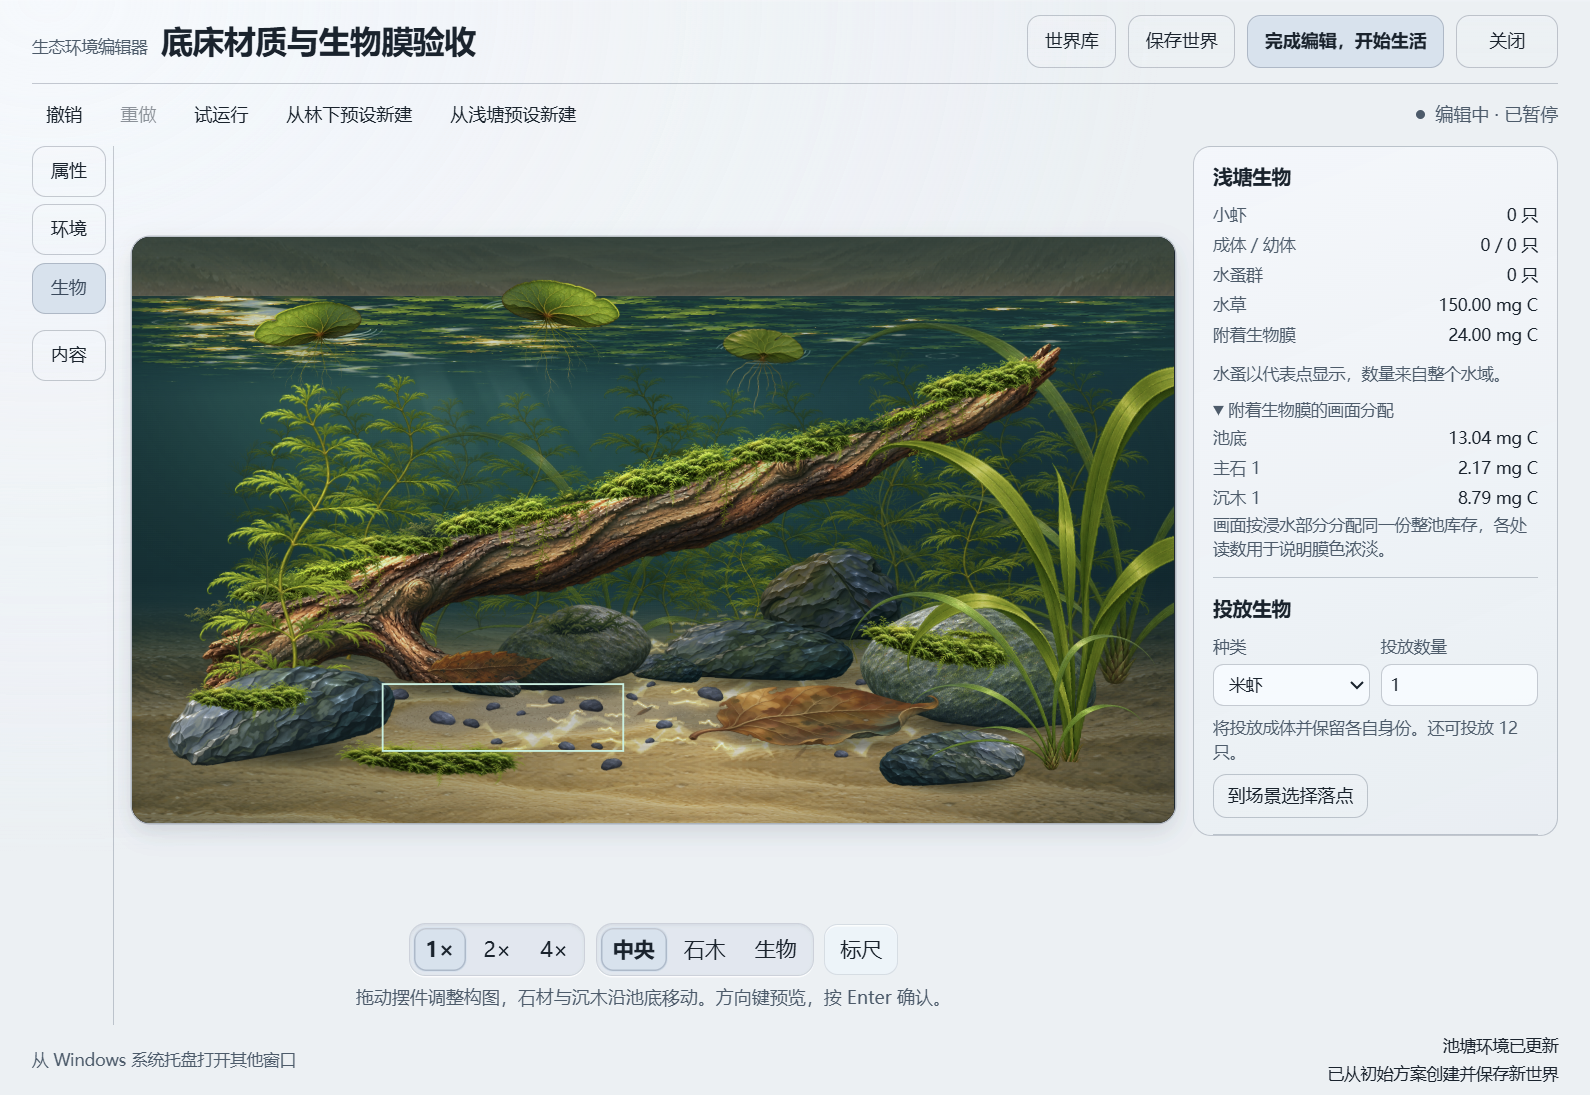 生态环境编辑器 底床材质与生物膜验收
世界库 保存世界 完成编辑，开始生活 关闭
撤销 重做 试运行 从林下预设新建 从浅塘预设新建
编辑中 · 已暂停
属性
环境
生物
内容
浅塘生物
小虾 0 只
成体 / 幼体 0 / 0 只
水蚤群 0 只
水草 150.00 mg C
附着生物膜 24.00 mg C
水蚤以代表点显示，数量来自整个水域。
▼附着生物膜的画面分配
池底 13.04 mg C
主石 1 2.17 mg C
沉木 1 8.79 mg C
画面按浸水部分分配同一份整池库存，各处
读数用于说明膜色浓淡。
投放生物
种类 投放数量
米虾 1
将投放成体并保留各自身份。还可投放 12
只。
到场景选择落点
1× 2× 4× 中央 石木 生物 标尺
拖动摆件调整构图，石材与沉木沿池底移动。方向键预览，按 Enter 确认。
从 Windows 系统托盘打开其他窗口
池塘环境已更新
已从初始方案创建并保存新世界